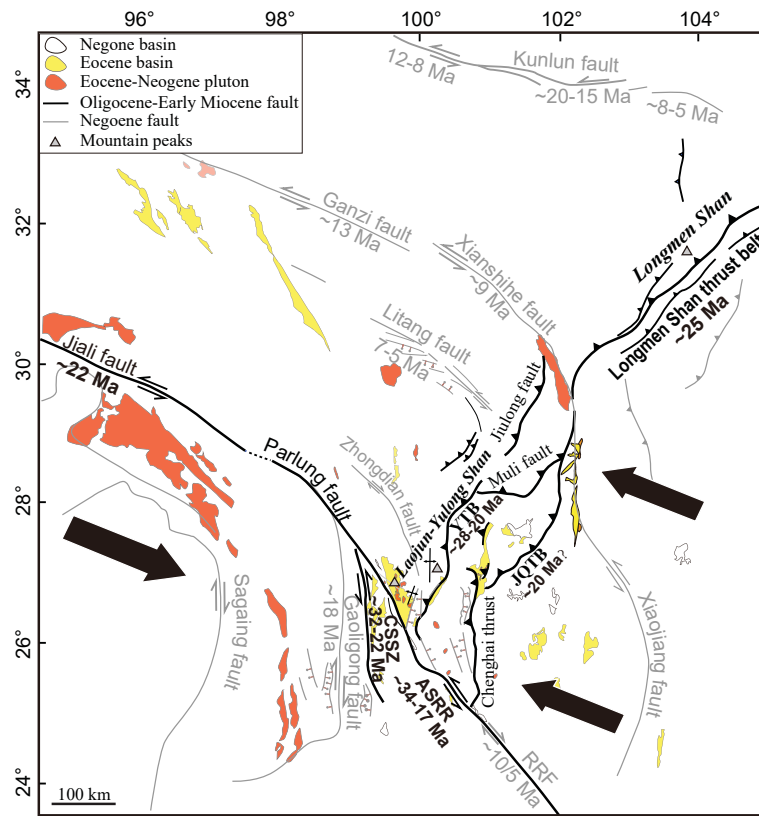 96°
98°
100°
102°
104°
34°
32°
30°
28°
26°
24°
Negone basin
Eocene basin
Eocene-Neogene pluton
Oligocene-Early Miocene fault
Negoene fault
Mountain peaks
Kunlun fault
12-8 Ma
~20-15 Ma
~8-5 Ma
Ganzi fault
~13 Ma
Xianshihe fault
~9 Ma
Longmen Shan
Longmen Shan thrust belt
~25 Ma
Litang fault
7-5 Ma
Jiali fault
~22 Ma
Jiulong fault
Parlung fault
Zhongdian fault
Laojun-Yulong Shan
Muli fault
YTB
~28-20 Ma
JQTB
~20 Ma?
Sagaing fault
~18 Ma
Gaoligong fault
~32-22 Ma
CSSZ
Chenghai thrust
Xiaojiang fault
ASRR
~34-17 Ma
RRF
~10/5 Ma
100 km